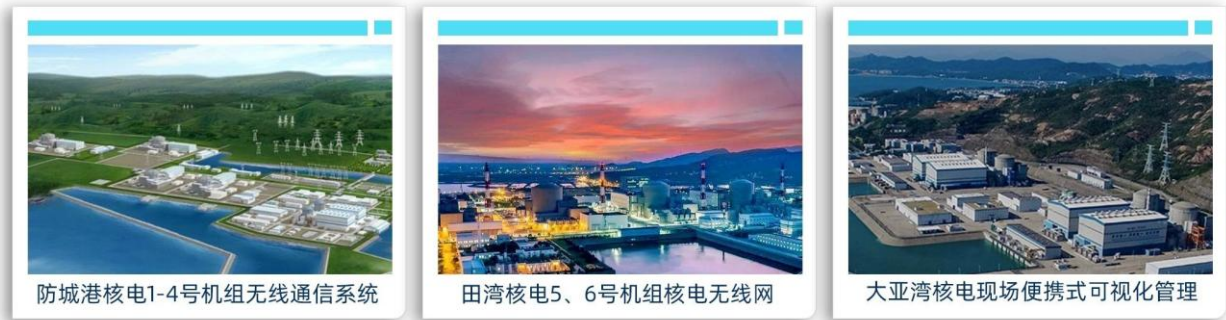 防城港核电1-4号机组无线通信系统
田湾核电5、6号机组核电无线网
大亚湾核电现场便携式可视化管理